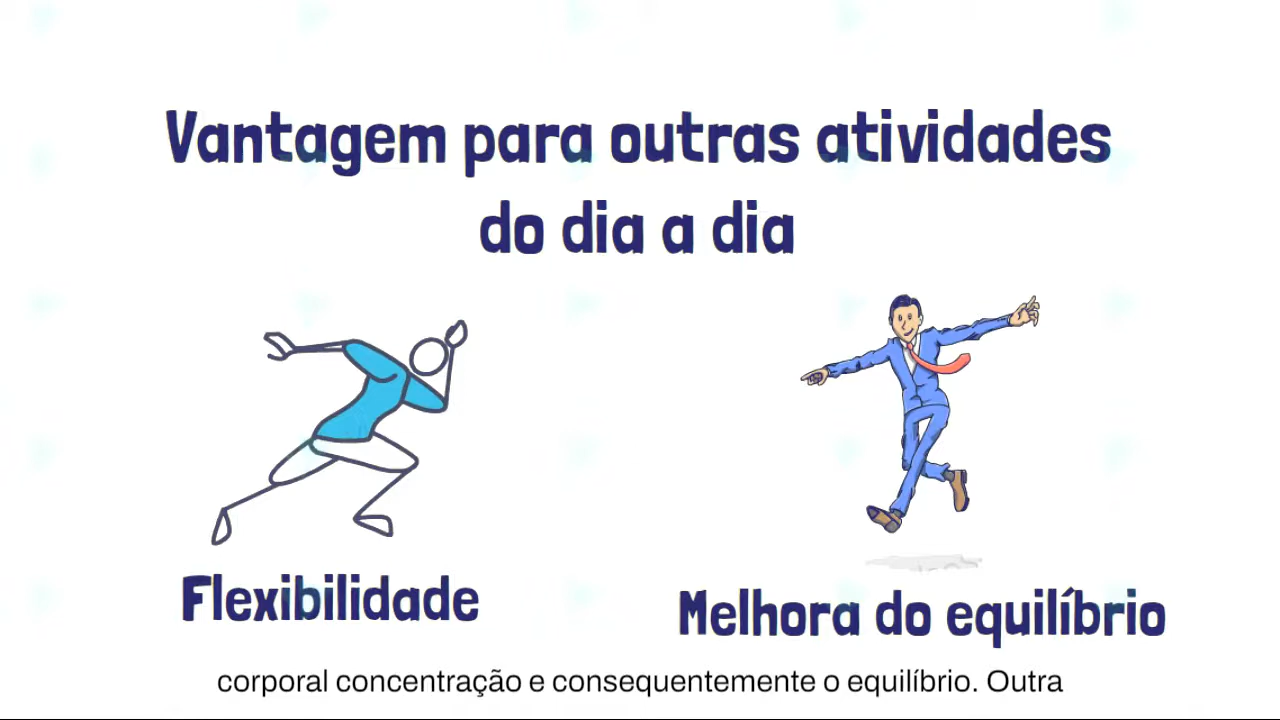 Vantagem para outras atividades
do dia a dia
Flexibilidade
Melhora do equilíbrio
corporal concentração e consequentemente o equilíbrio. Outra